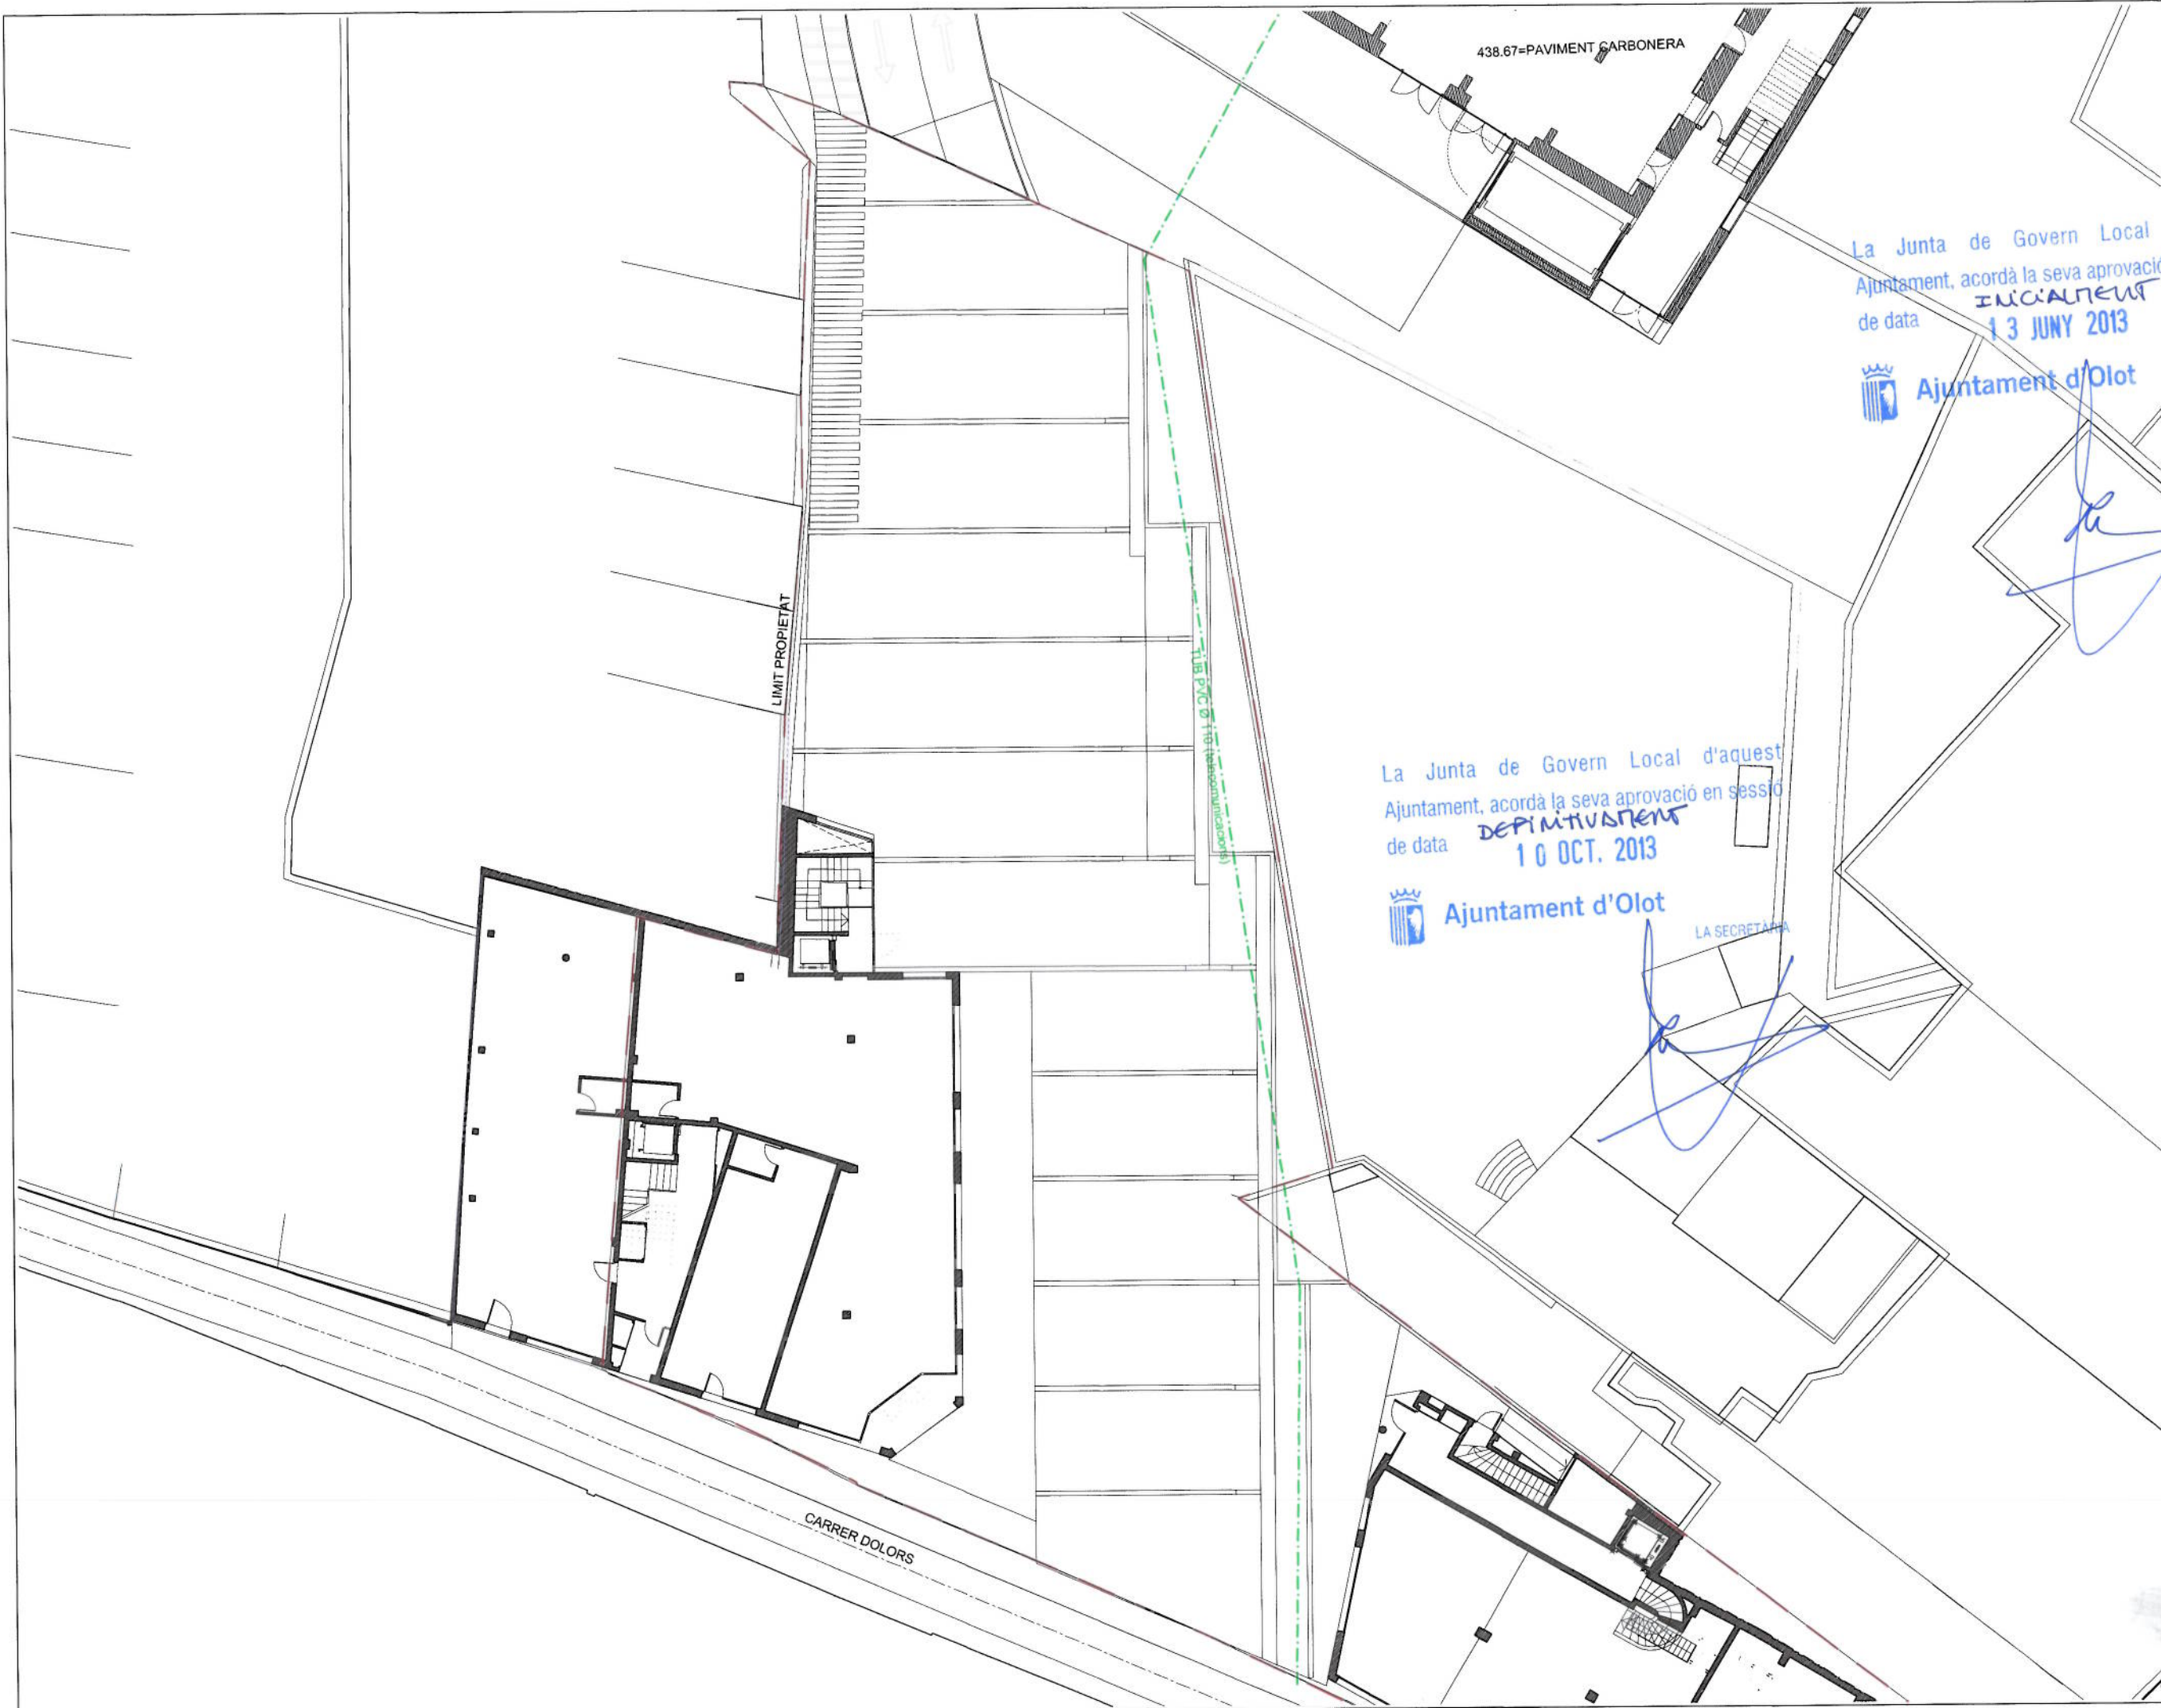 438.67=PAVIMENT CARBONERA
La Junta de Govern Local
Ajuntament, acordà la seva aprovació
INICIALMENT
de data 13 JUNY 2013
Ajuntament d'Olot
LIMIT PROPIETAT
TUB PVC Ø 110 (telecomunicacions)
La Junta de Govern Local d'aquest
Ajuntament, acordà la seva aprovació en sessió
DEFINITIVAMENT
de data 10 OCT. 2013
Ajuntament d'Olot
LA SECRETÀRIA
CARRER DOLORS